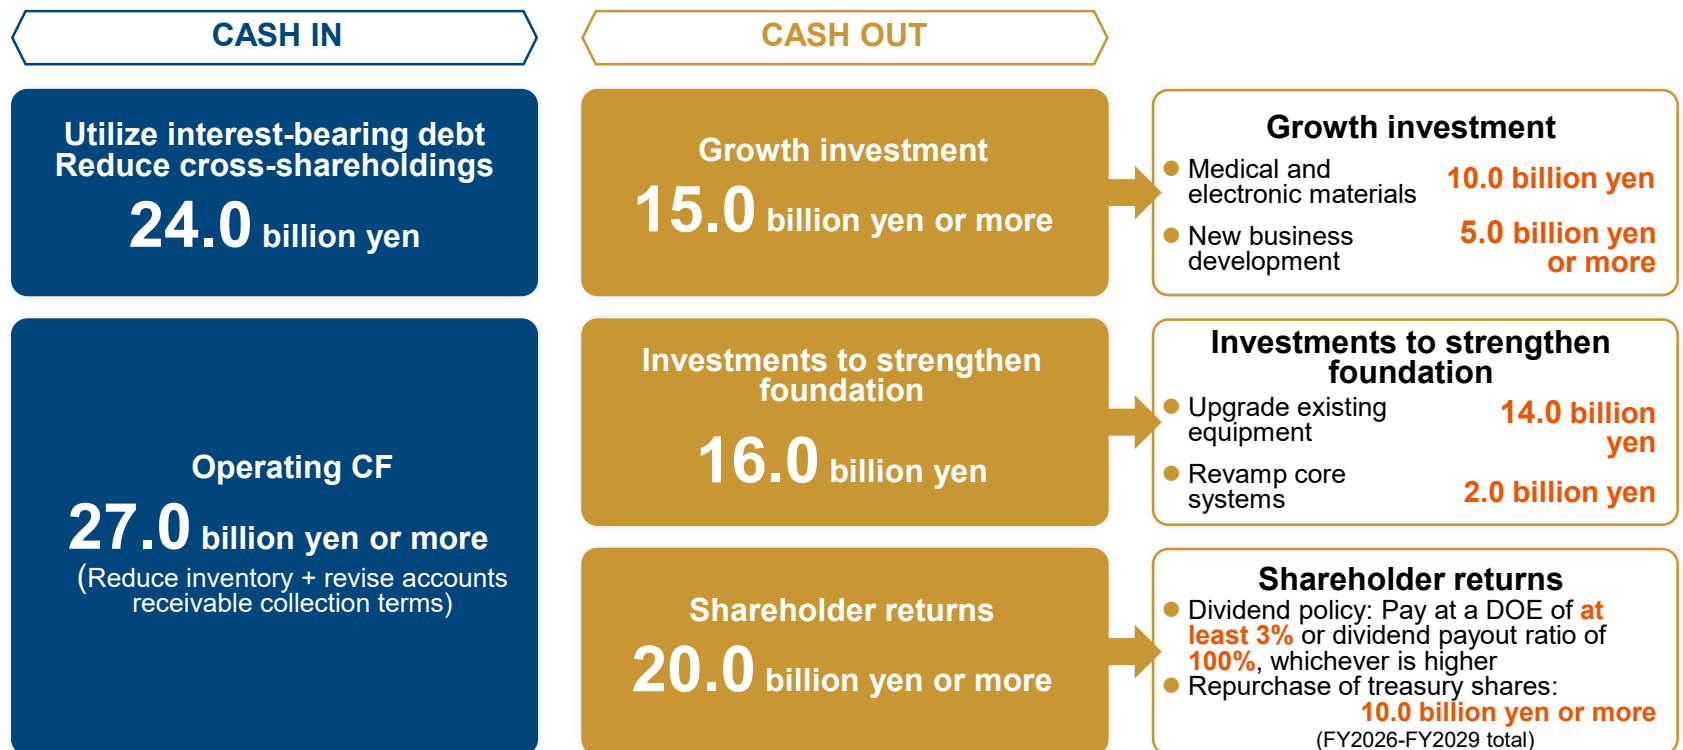 CASH IN
CASH OUT
Utilize interest-bearing debt
Reduce cross-shareholdings
24.0 billion yen
Operating CF
27.0 billion yen or more
(Reduce inventory + revise accounts
receivable collection terms)
Growth investment
15.0 billion yen or more
Investments to strengthen
foundation
16.0 billion yen
Shareholder returns
20.0 billion yen or more
Growth investment
● Medical and
electronic materials
10.0 billion yen
● New business
development
5.0 billion yen
or more
Investments to strengthen
foundation
● Upgrade existing
equipment
14.0 billion
yen
● Revamp core
systems
2.0 billion yen
Shareholder returns
● Dividend policy: Pay at a DOE of at
least 3% or dividend payout ratio of
100%, whichever is higher
● Repurchase of treasury shares:
10.0 billion yen or more
(FY2026-FY2029 total)